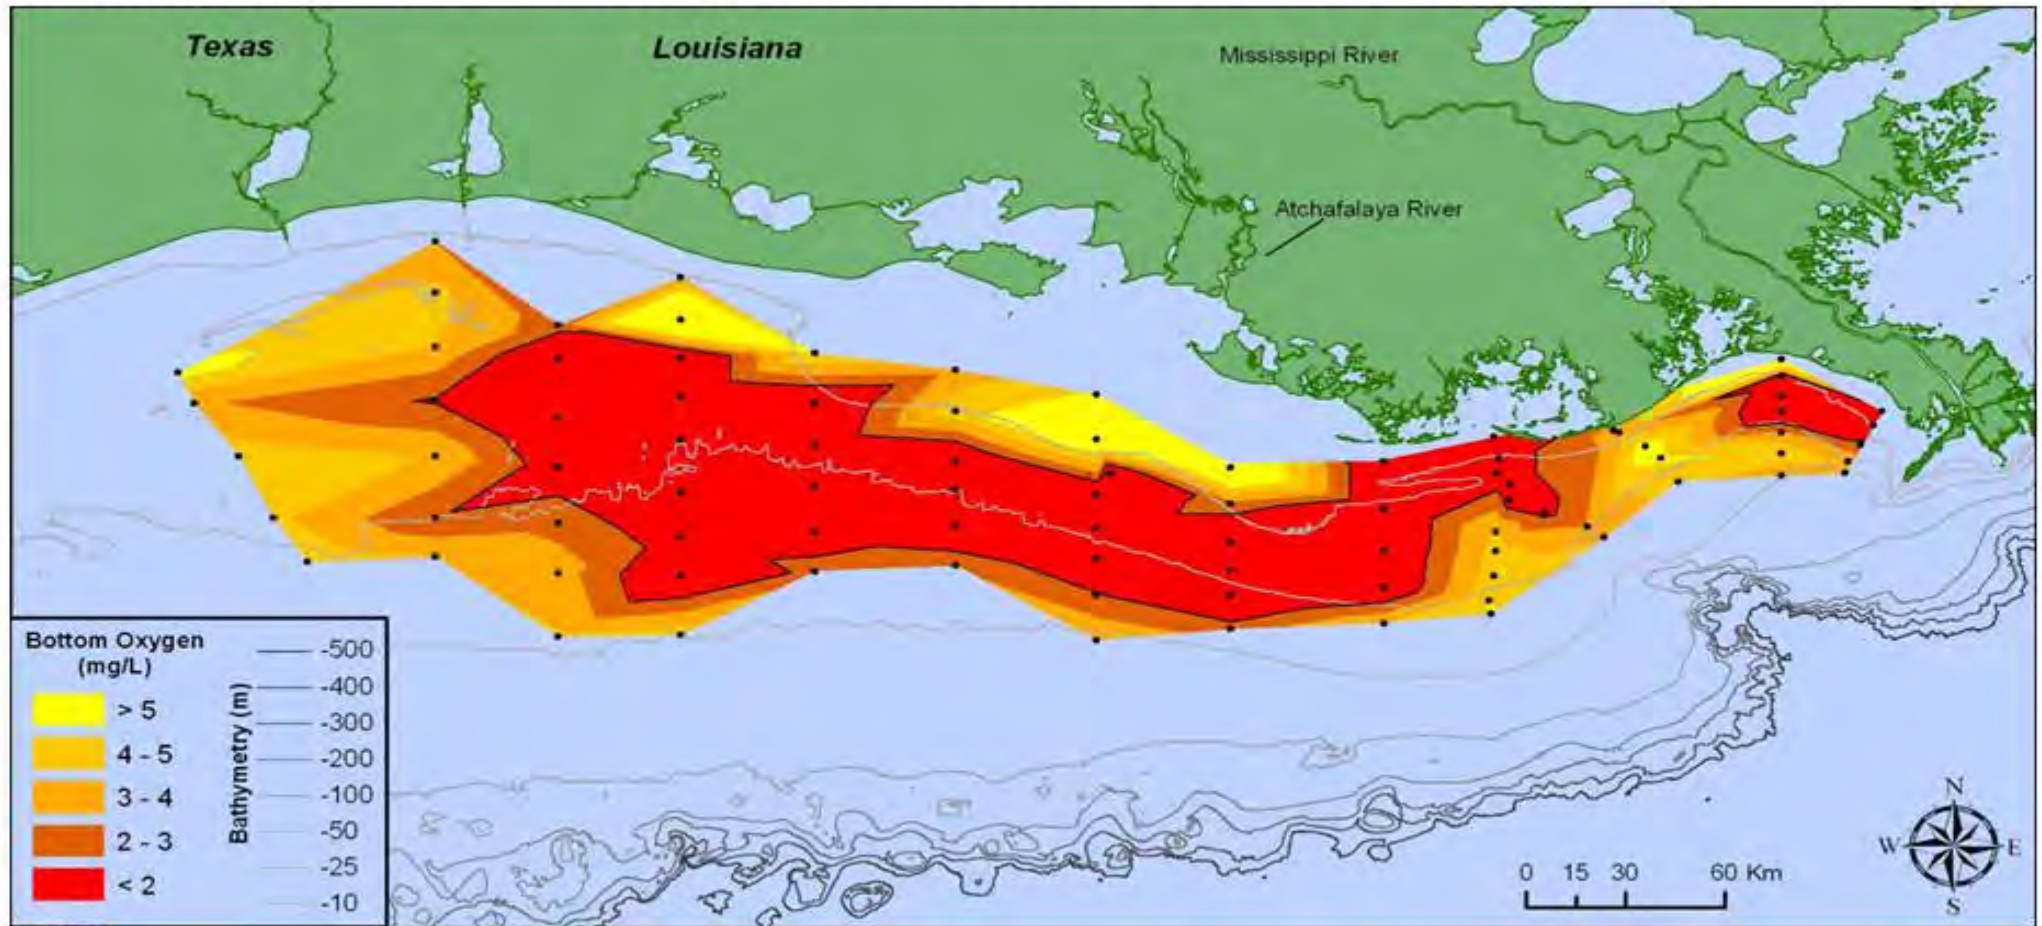 Texas
Louisiana
Mississippi River
Atchafalaya River
Bottom Oxygen
(mg/L)
> 5
4 - 5
3 - 4
2 - 3
< 2
Bathymetry (m)
-500
-400
-300
-200
-100
-50
-25
-10
0 15 30 60 Km
N
W E
S